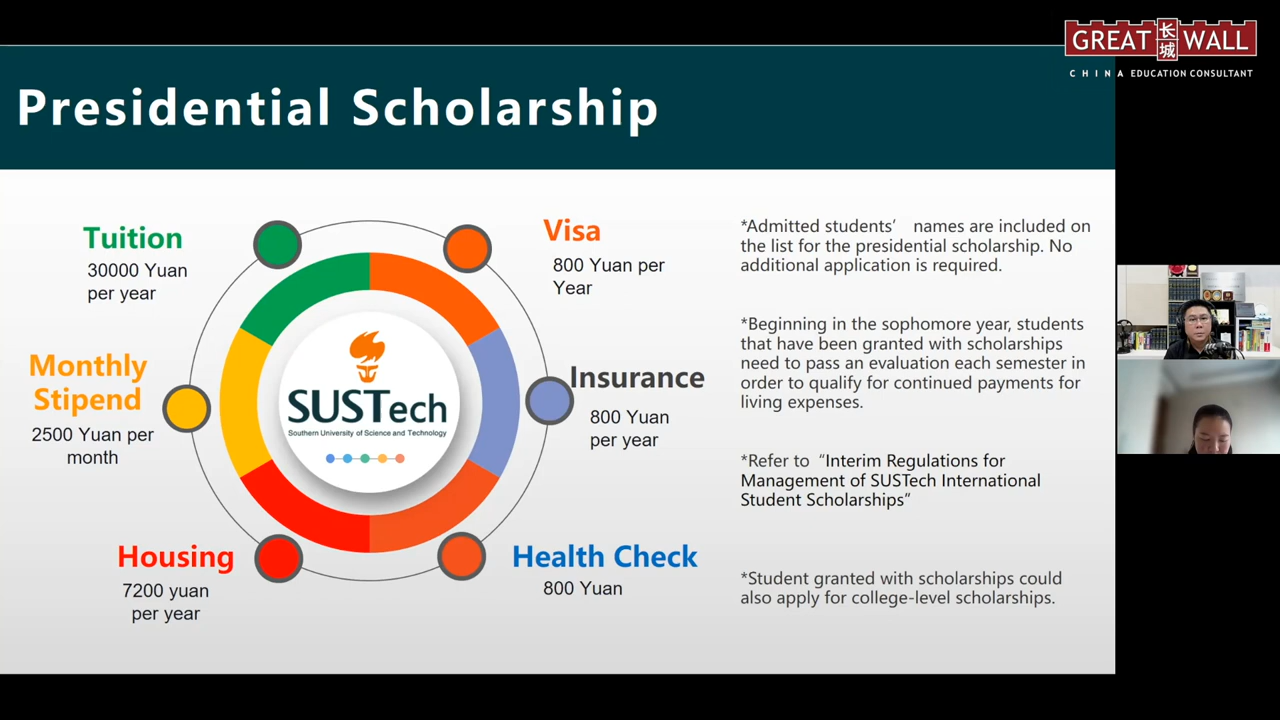 GREAT 长城 WALL
CHINA EDUCATION CONSULTANT
Presidential Scholarship
Tuition
30000 Yuan
per year
Monthly
Stipend
2500 Yuan per
month
Housing
7200 yuan
per year
SUSTech
Southern University of Science and Technology
Visa
800 Yuan per
Year
Insurance
800 Yuan
per year
Health Check
800 Yuan
*Admitted students’ names are included on
the list for the presidential scholarship. No
additional application is required.
*Beginning in the sophomore year, students
that have been granted with scholarships
need to pass an evaluation each semester in
order to qualify for continued payments for
living expenses.
*Refer to “Interim Regulations for
Management of SUSTech International
Student Scholarships”
*Student granted with scholarships could
also apply for college-level scholarships.